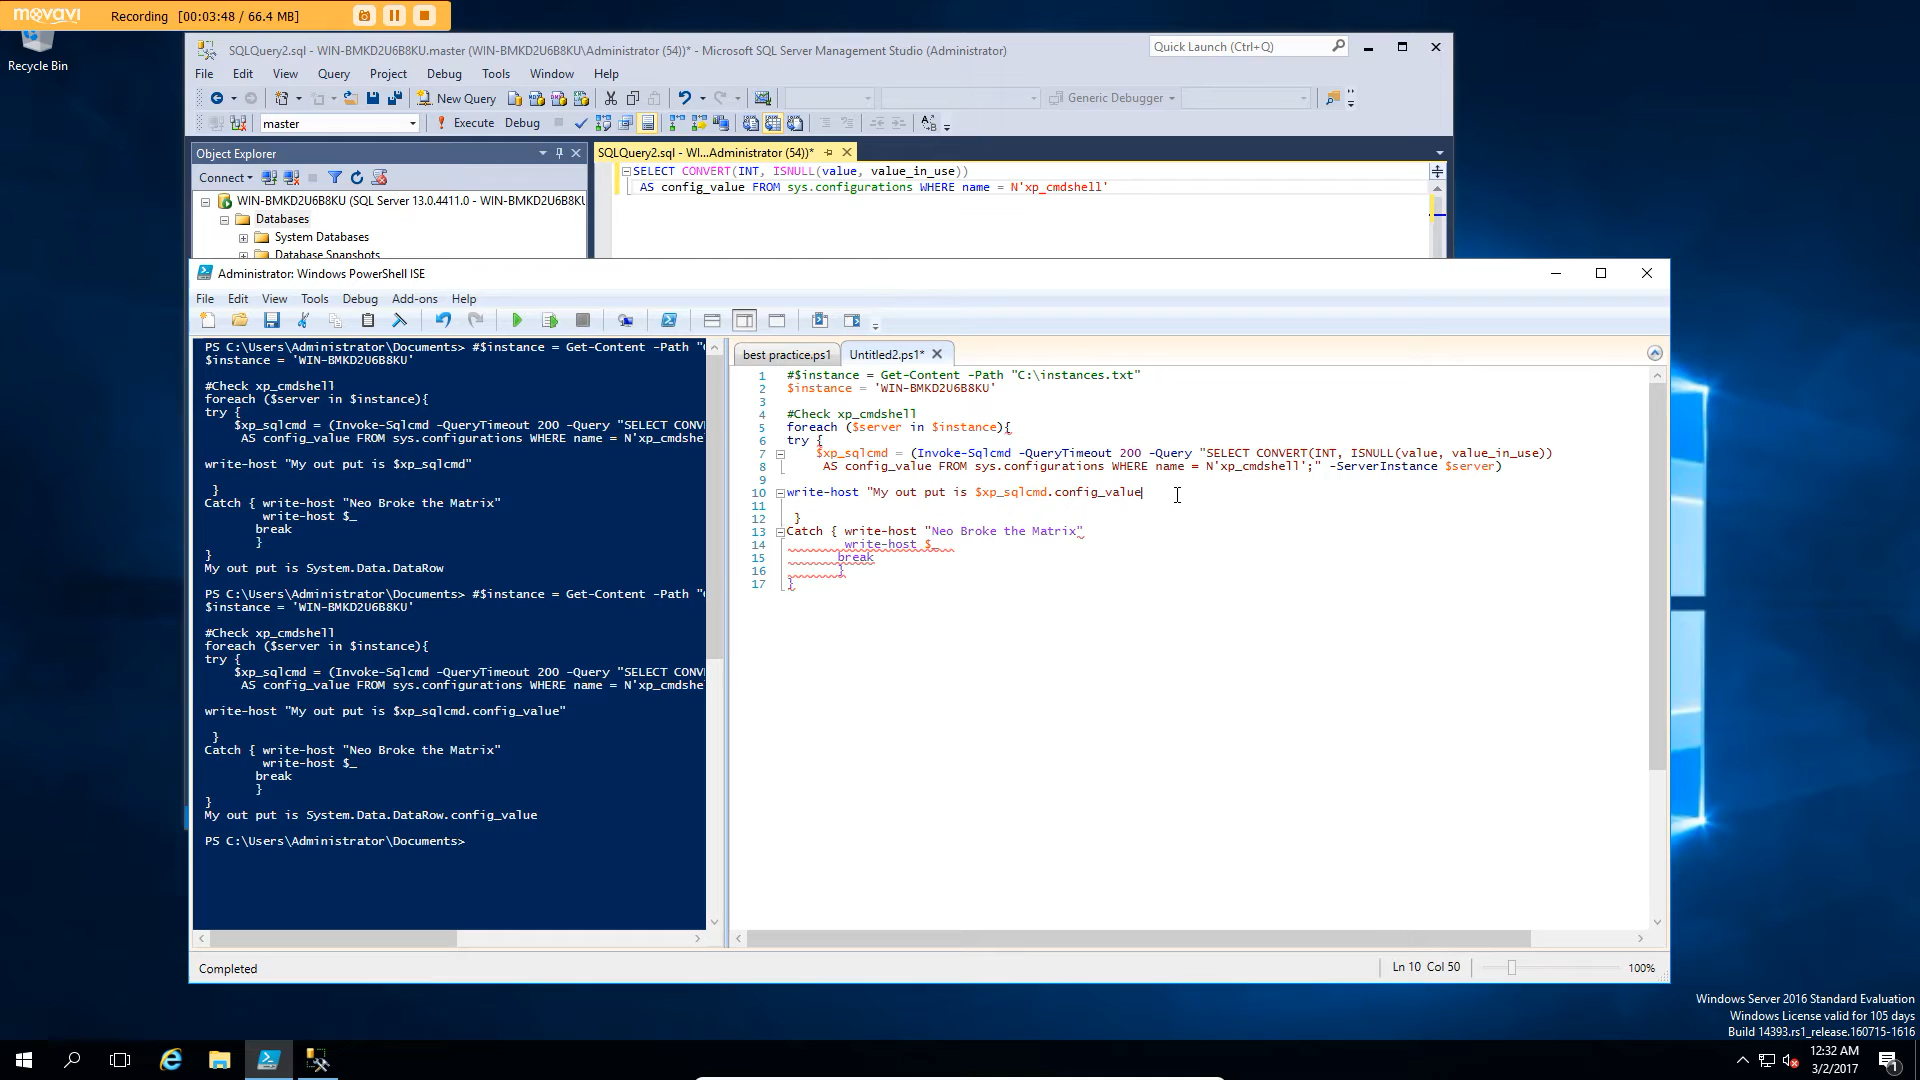 movavi Recording [00:03:48 / 66.4 MB]
Recycle Bin
SQLQuery2.sql - WIN-BMKD2U6B8KU.master (WIN-BMKD2U6B8KU\Administrator (54))* - Microsoft SQL Server Management Studio (Administrator)
Quick Launch (Ctrl+Q)
File Edit View Query Project Debug Tools Window Help
New Query Generic Debugger
master Execute Debug
Object Explorer
SQLQuery2.sql - WI...Administrator (54))*
Connect
WIN-BMKD2U6B8KU (SQL Server 13.0.4411.0 - WIN-BMKD2U6B8KU
Databases
System Databases
Database Snapshots
SELECT CONVERT(INT, ISNULL(value, value_in_use))
AS config_value FROM sys.configurations WHERE name = N'xp_cmdshell'
Administrator: Windows PowerShell ISE
File Edit View Tools Debug Add-ons Help
PS C:\Users\Administrator\Documents> #$instance = Get-Content -Path "C
$instance = 'WIN-BMKD2U6B8KU'
#Check xp_cmdshell
foreach ($server in $instance){
try {
$xp_sqlcmd = (Invoke-Sqlcmd -QueryTimeout 200 -Query "SELECT CONV
AS config_value FROM sys.configurations WHERE name = N'xp_cmdshe
write-host "My out put is $xp_sqlcmd"
}
Catch { write-host "Neo Broke the Matrix"
write-host $_
break
}
}
My out put is System.Data.DataRow
PS C:\Users\Administrator\Documents> #$instance = Get-Content -Path "C
$instance = 'WIN-BMKD2U6B8KU'
#Check xp_cmdshell
foreach ($server in $instance){
try {
$xp_sqlcmd = (Invoke-Sqlcmd -QueryTimeout 200 -Query "SELECT CONV
AS config_value FROM sys.configurations WHERE name = N'xp_cmdshe
write-host "My out put is $xp_sqlcmd.config_value"
}
Catch { write-host "Neo Broke the Matrix"
write-host $_
break
}
}
My out put is System.Data.DataRow.config_value
PS C:\Users\Administrator\Documents>
best practice.ps1 Untitled2.ps1*
1 #$instance = Get-Content -Path "C:\instances.txt"
2 $instance = 'WIN-BMKD2U6B8KU'
3
4 #Check xp_cmdshell
5 foreach ($server in $instance){
6 try {
7 $xp_sqlcmd = (Invoke-Sqlcmd -QueryTimeout 200 -Query "SELECT CONVERT(INT, ISNULL(value, value_in_use))
8 AS config_value FROM sys.configurations WHERE name = N'xp_cmdshell';" -ServerInstance $server)
9
10 write-host "My out put is $xp_sqlcmd.config_value
11
12 }
13 Catch { write-host "Neo Broke the Matrix"
14 write-host $_
15 break
16 }
17 }
Completed
Ln 10 Col 50
100%
Windows Server 2016 Standard Evaluation
Windows License valid for 105 days
Build 14393.rs1_release.160715-1616
12:32 AM
3/2/2017
1